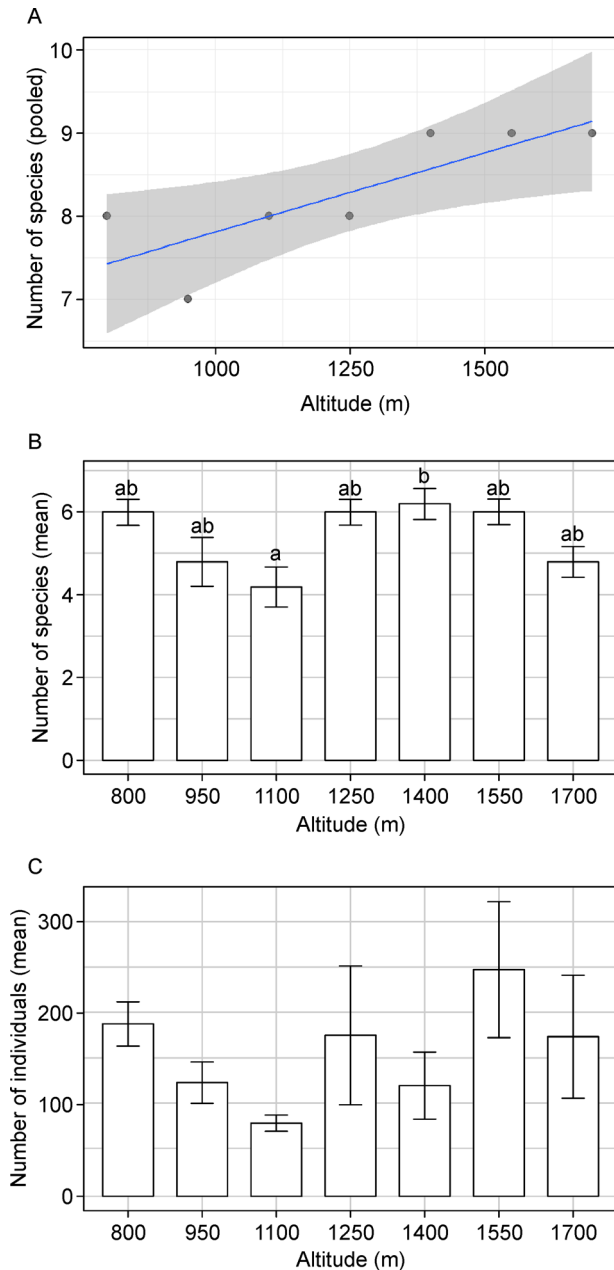 A
Number of species (pooled)
10
9
8
7
1000 1250 1500
Altitude (m)
B
Number of species (mean)
6
4
2
0
ab ab a ab b ab ab
800 950 1100 1250 1400 1550 1700
Altitude (m)
C
Number of individuals (mean)
300
200
100
0
800 950 1100 1250 1400 1550 1700
Altitude (m)